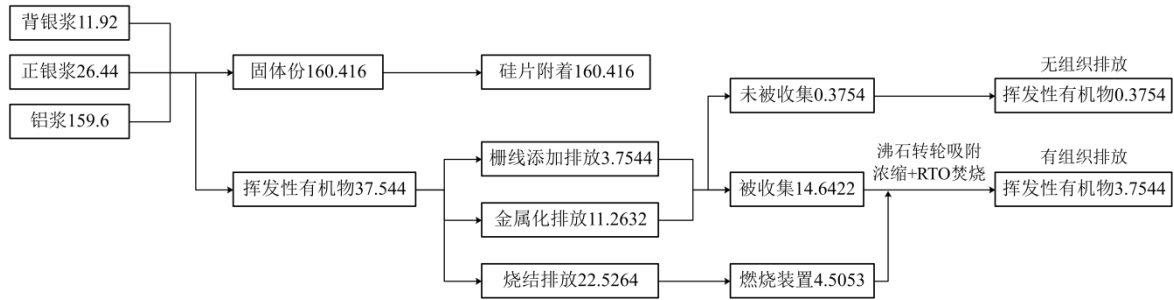 背银浆11.92
正银浆26.44
铝浆159.6
固体份160.416
硅片附着160.416
挥发性有机物37.544
栅线添加排放3.7544
金属化排放11.2632
烧结排放22.5264
未被收集0.3754
被收集14.6422
燃烧装置4.5053
沸石转轮吸附
浓缩+RTO焚烧
无组织排放
挥发性有机物0.3754
有组织排放
挥发性有机物3.7544